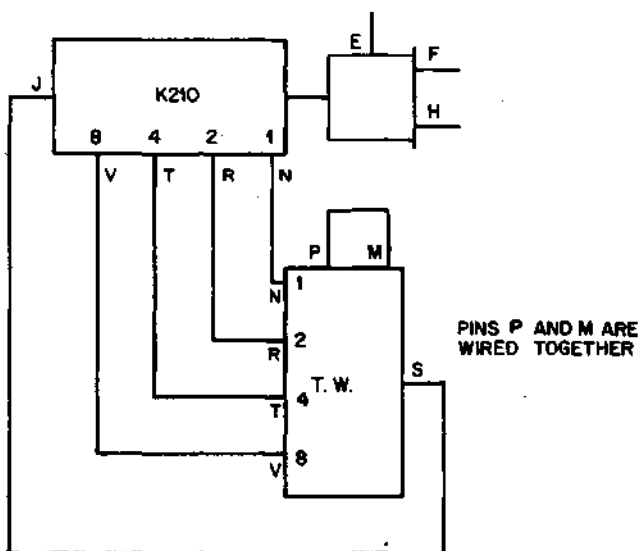 E
F
J
K210
H
8 4 2 1
V T R N
P M
N 1
R 2
T.W.
S
T 4
V 8
PINS P AND M ARE
WIRED TOGETHER